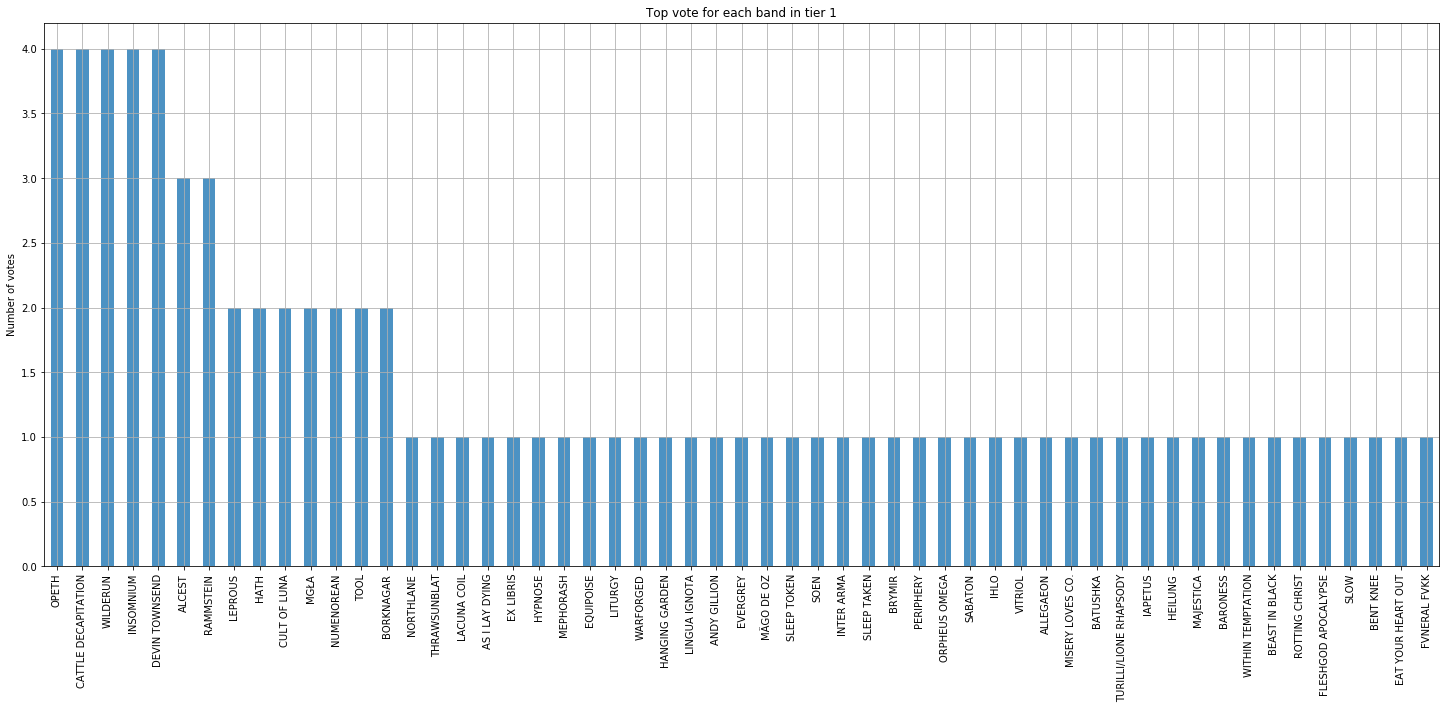 Top vote for each band in tier 1
Number of votes
4.0
3.5
3.0
2.5
2.0
1.5
1.0
0.5
0.0
OPETH
CATTLE DECAPITATION
WILDERUN
INSOMNIUM
DEVIN TOWNSEND
ALCEST
RAMMSTEIN
LEPROUS
HATH
CULT OF LUNA
MGŁA
NUMENOREAN
TOOL
BORKNAGAR
NORTHLANE
THRAWSUNBLAT
LACUNA COIL
AS I LAY DYING
EX LIBRIS
HYPNO5E
MEPHORASH
EQUIPOISE
LITURGY
WARFORGED
HANGING GARDEN
LINGUA IGNOTA
ANDY GILLION
EVERGREY
MÄGO DE OZ
SLEEP TOKEN
SOEN
INTER ARMA
SLEEP TAKEN
BRYMIR
PERIPHERY
ORPHEUS OMEGA
SABATON
IHLO
VITRIOL
ALLEGAEON
MISERY LOVES CO.
BATUSHKA
TURILLI/LIONE RHAPSODY
IAPETUS
HEILUNG
MAJESTICA
BARONESS
WITHIN TEMPTATION
BEAST IN BLACK
ROTTING CHRIST
FLESHGOD APOCALYPSE
SLOW
BENT KNEE
EAT YOUR HEART OUT
FVNERAL FVKK